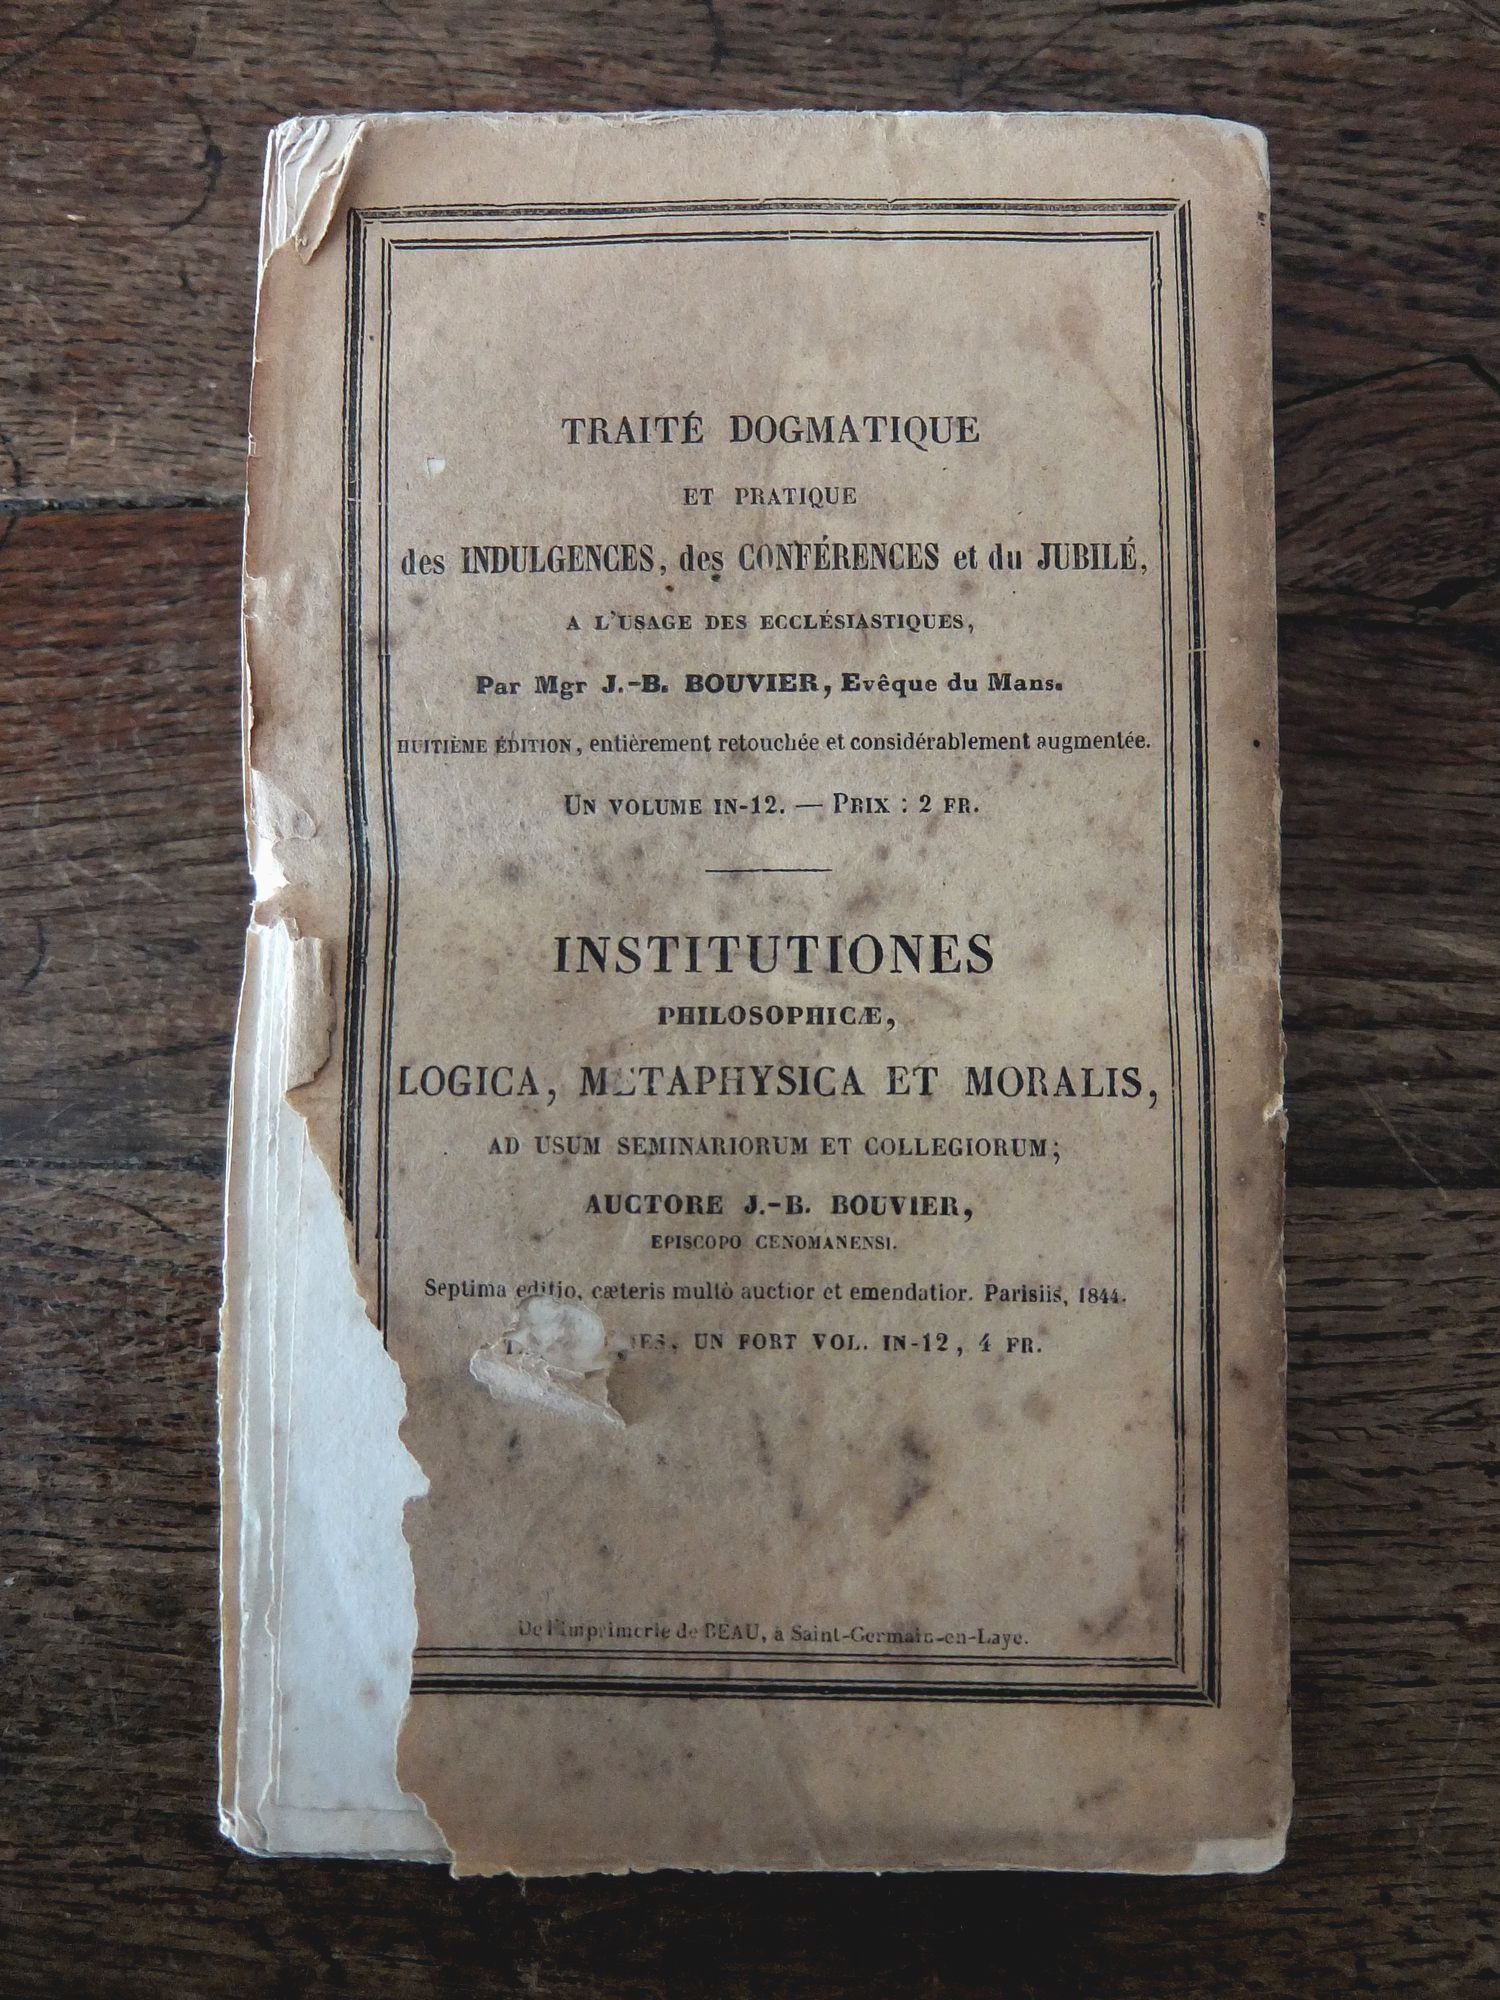 TRAITÉ DOGMATIQUE
ET PRATIQUE
des INDULGENCES, des CONFÉRENCES et du JUBILÉ,
A L'USAGE DES ECCLÉSIASTIQUES,
Par Mgr J.-B. BOUVIER, Evêque du Mans.
HUITIÈME ÉDITION, entièrement retouchée et considérablement augmentée.
UN VOLUME IN-12. — PRIX : 2 FR.
INSTITUTIONES
PHILOSOPHICÆ,
LOGICA, METAPHYSICA ET MORALIS,
AD USUM SEMINARIORUM ET COLLEGIORUM;
AUCTORE J.-B. BOUVIER,
EPISCOPO CENOMANENSI.
Septima editio, cæteris multò auctior et emendatior. Parisiis, 1844.
UN FORT VOL. IN-12, 4 FR.
De l'Imprimerie de BEAU, à Saint-Germain-en-Laye.